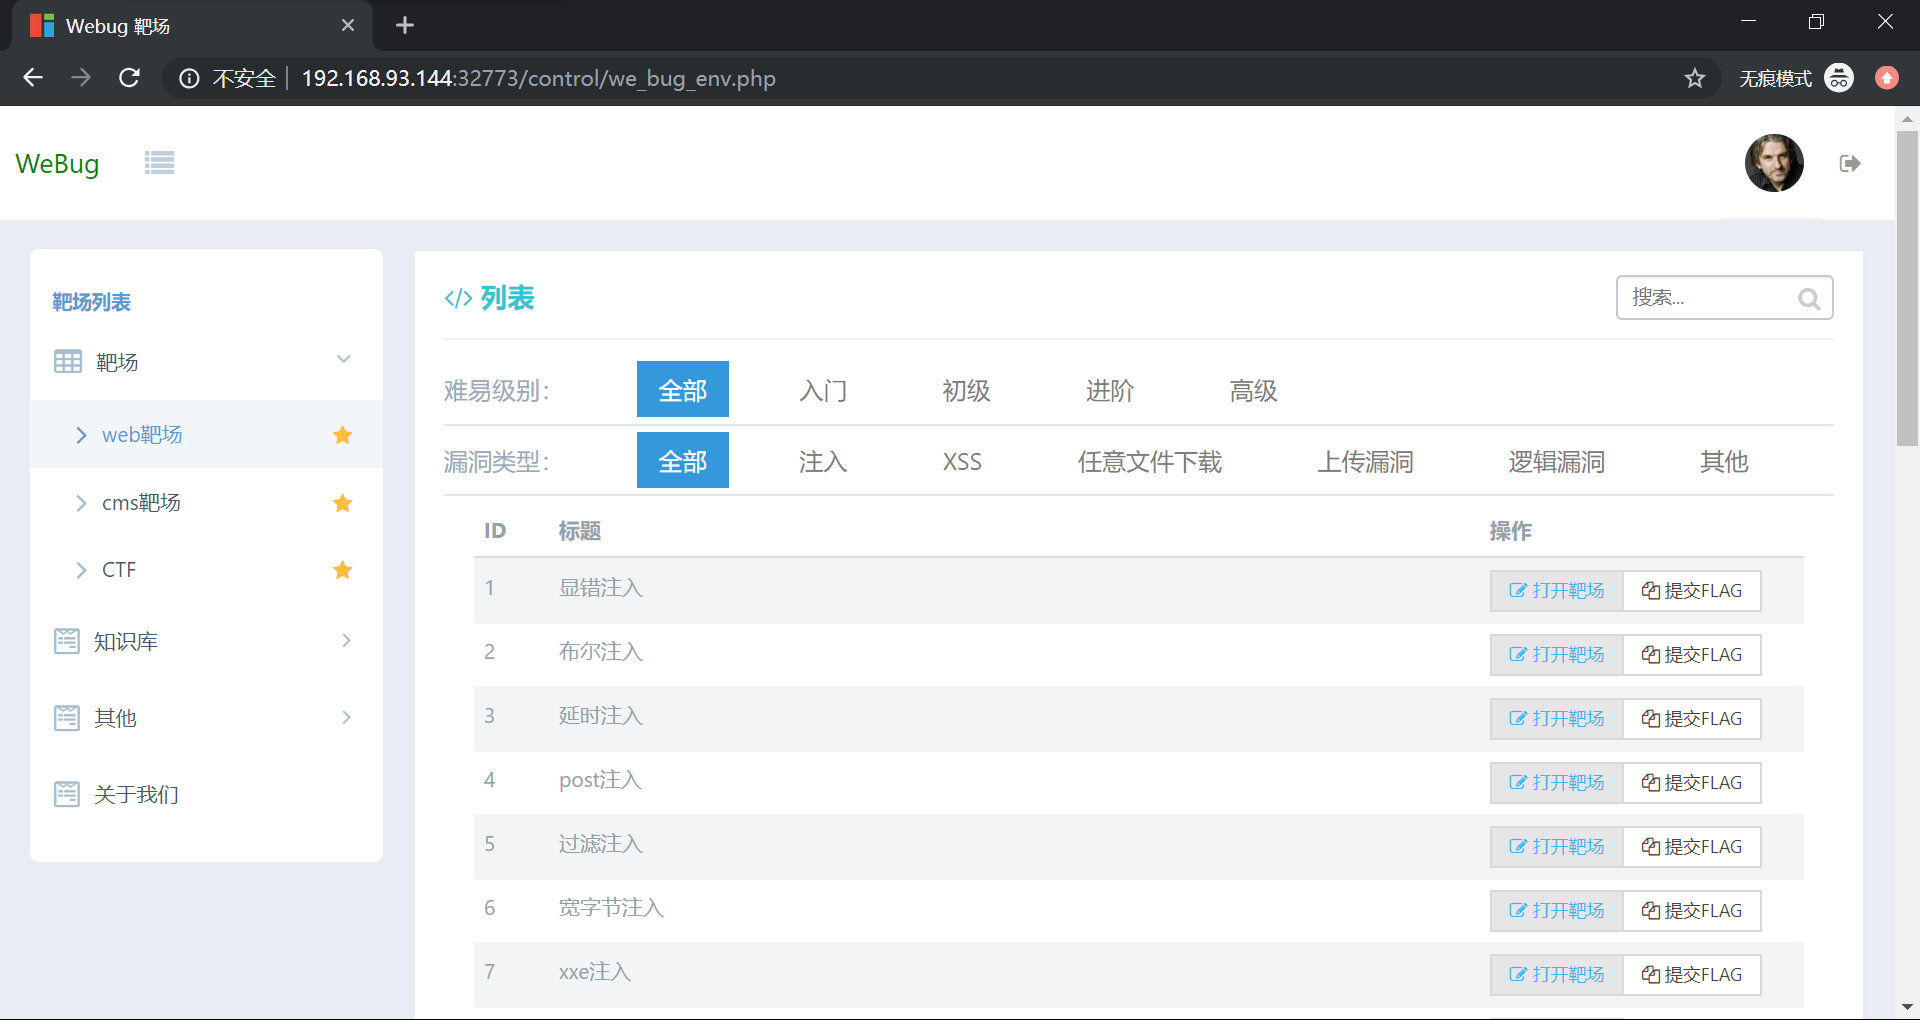 Webug 靶场
不安全 192.168.93.144:32773/control/we_bug_env.php 无痕模式
WeBug
靶场列表
靶场
web靶场
cms靶场
CTF
知识库
其他
关于我们
</> 列表 搜索...
难易级别： 全部 入门 初级 进阶 高级
漏洞类型： 全部 注入 XSS 任意文件下载 上传漏洞 逻辑漏洞 其他
ID 标题 操作
1 显错注入 打开靶场 提交FLAG
2 布尔注入 打开靶场 提交FLAG
3 延时注入 打开靶场 提交FLAG
4 post注入 打开靶场 提交FLAG
5 过滤注入 打开靶场 提交FLAG
6 宽字节注入 打开靶场 提交FLAG
7 xxe注入 打开靶场 提交FLAG